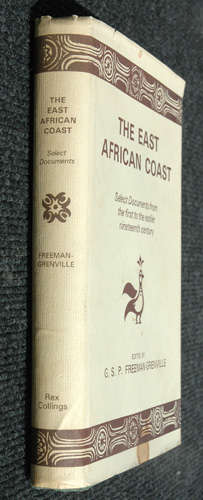 THE
EAST
AFRICAN
COAST
Select
Documents
FREEMAN-
GRENVILLE
Rex
Collings
THE EAST
AFRICAN COAST
Select Documents from
the first to the earlier
nineteenth century
EDITED BY
G. S. P. FREEMAN-GRENVILLE